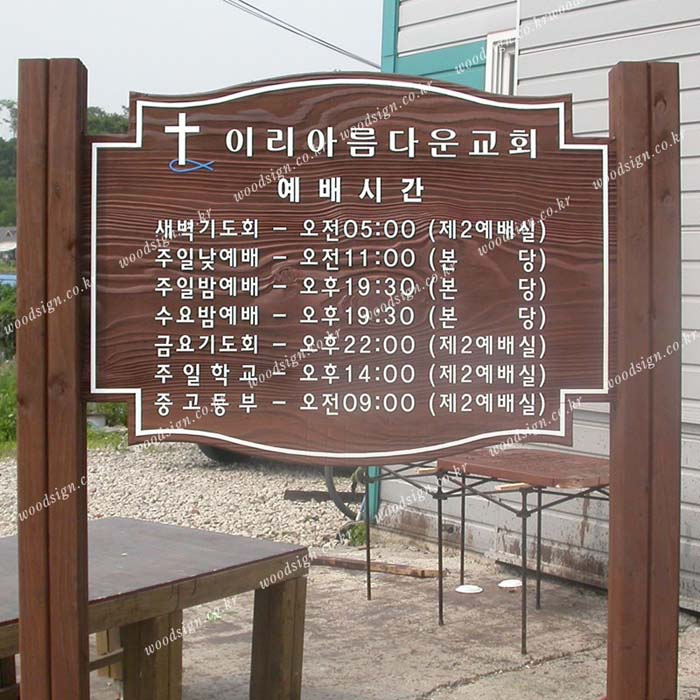 이리아름다운교회
예배시간
새벽기도회 - 오전05:00 (제2예배실)
주일낮예배 - 오전11:00 (본 당)
주일밤예배 - 오후19:30 (본 당)
수요밤예배 - 오후19:30 (본 당)
금요기도회 - 오후22:00 (제2예배실)
주일학교 - 오후14:00 (제2예배실)
중고등부 - 오전09:00 (제2예배실)
woodsign.co.kr